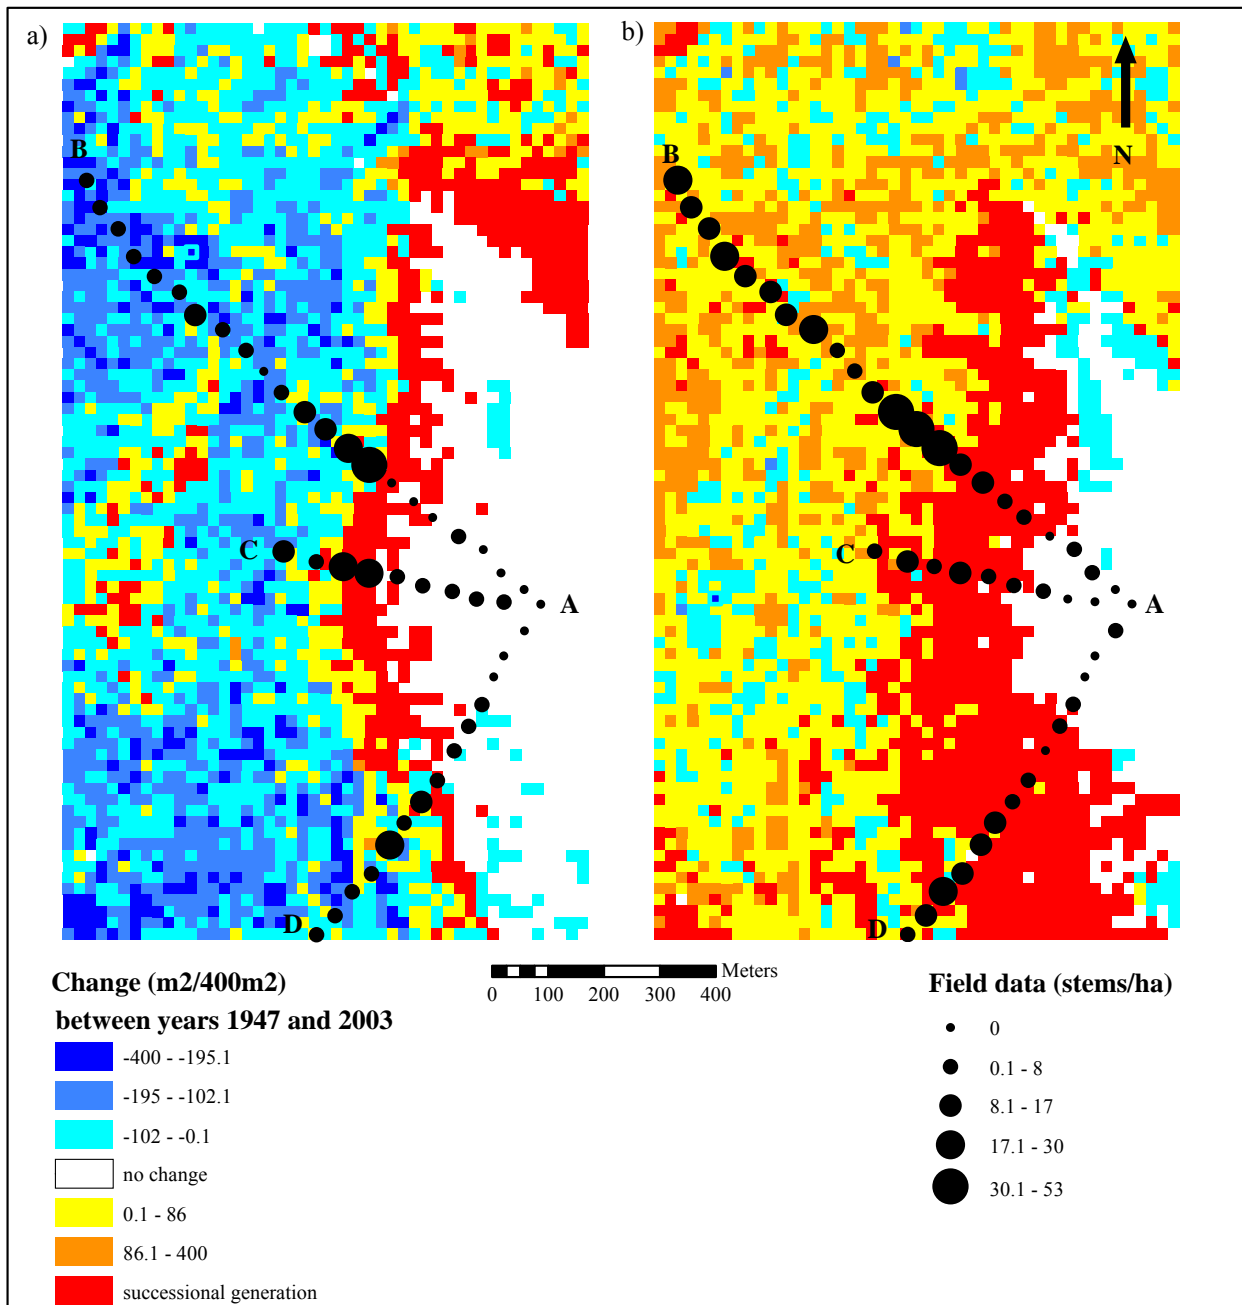 a)
b)
N
B
B
C
C
A
A
D
D
Change (m2/400m2)
between years 1947 and 2003
-400 - -195.1
-195 - -102.1
-102 - -0.1
no change
0.1 - 86
86.1 - 400
successional generation
Meters
0 100 200 300 400
Field data (stems/ha)
0
0.1 - 8
8.1 - 17
17.1 - 30
30.1 - 53